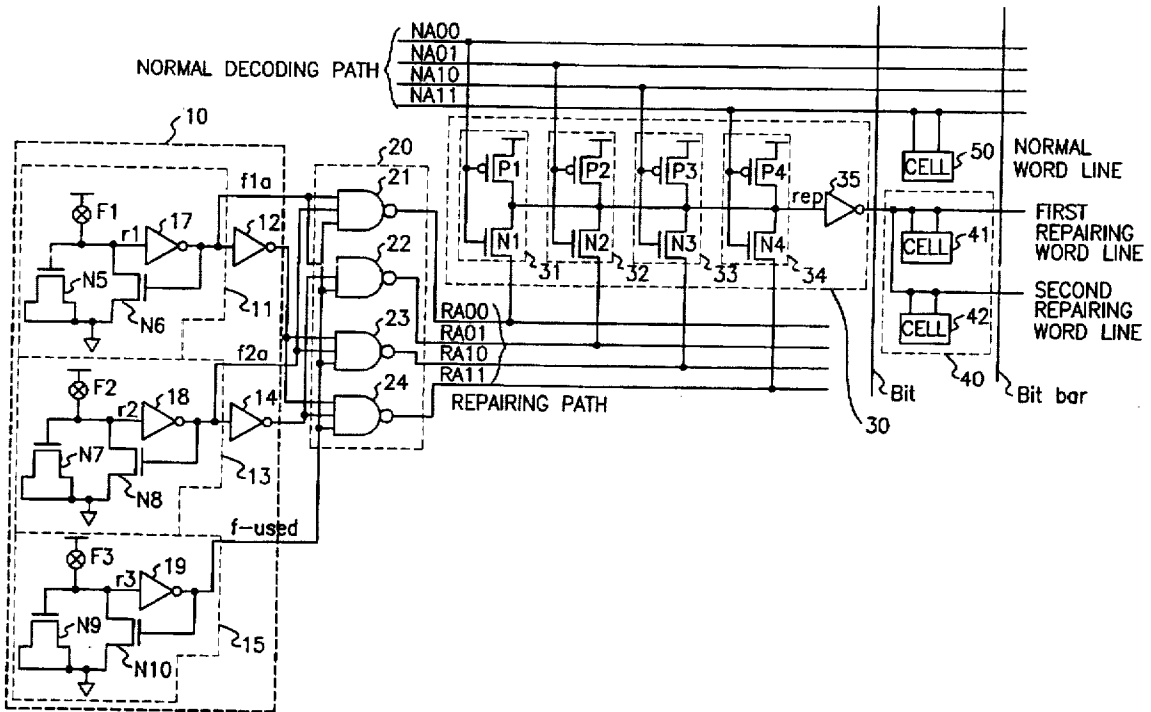 NA00
NA01
NORMAL DECODING PATH
NA10
NA11
10
20
21
f1a
F1
r1
17
12
N5
N6
11
22
P1
P2
P3
P4
rep
35
N1
N2
N3
N4
31
32
33
34
CELL
50
NORMAL
WORD LINE
CELL
41
FIRST
REPAIRING
WORD LINE
CELL
42
SECOND
REPAIRING
WORD LINE
40
RA00
RA01
RA10
RA11
REPAIRING PATH
30
Bit
Bit bar
23
24
f2a
F2
r2
18
14
N7
N8
13
f-used
F3
r3
19
N9
N10
15